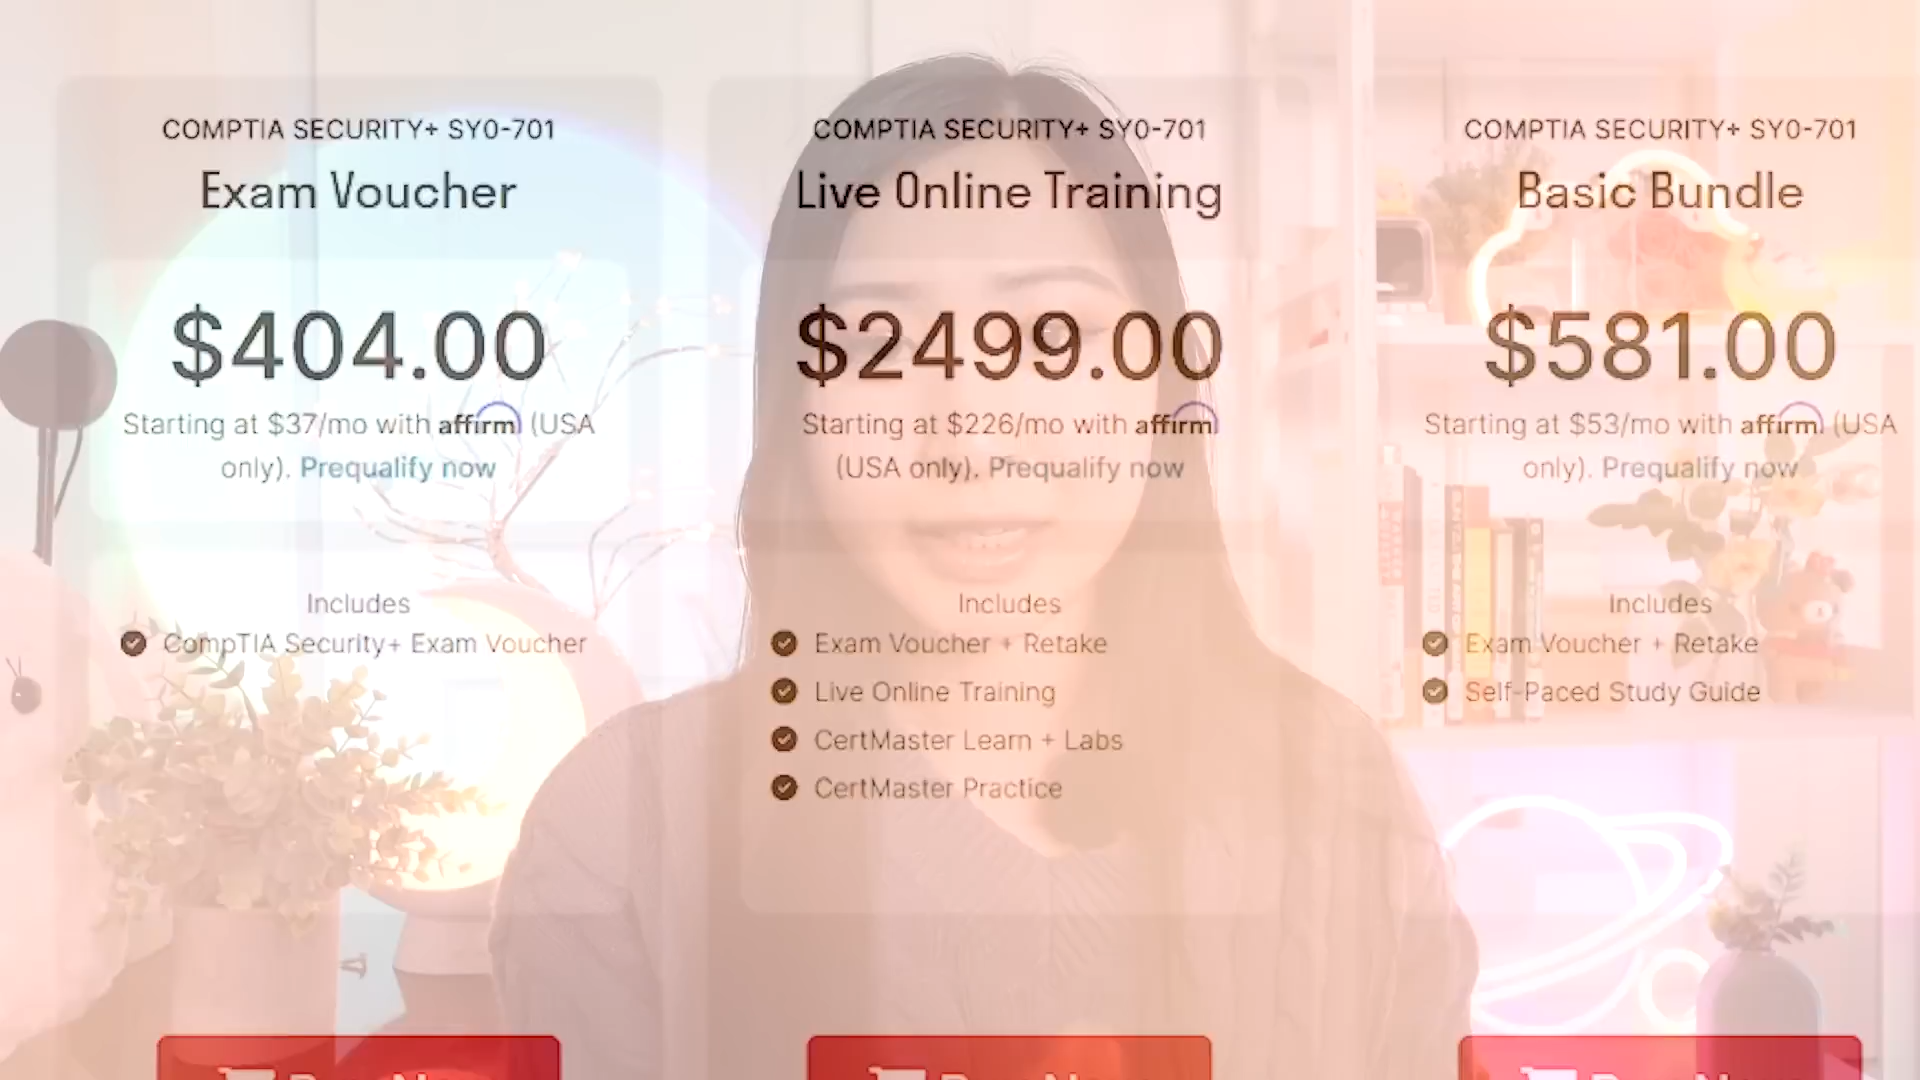 COMPTIA SECURITY+ SY0-701
Exam Voucher
$404.00
Starting at $37/mo with affirm (USA
only). Prequalify now
Includes
CompTIA Security+ Exam Voucher
COMPTIA SECURITY+ SY0-701
Live Online Training
$2499.00
Starting at $226/mo with affirm
(USA only). Prequalify now
Includes
Exam Voucher + Retake
Live Online Training
CertMaster Learn + Labs
CertMaster Practice
COMPTIA SECURITY+ SY0-701
Basic Bundle
$581.00
Starting at $53/mo with affirm (USA
only). Prequalify now
Includes
Exam Voucher + Retake
Self-Paced Study Guide